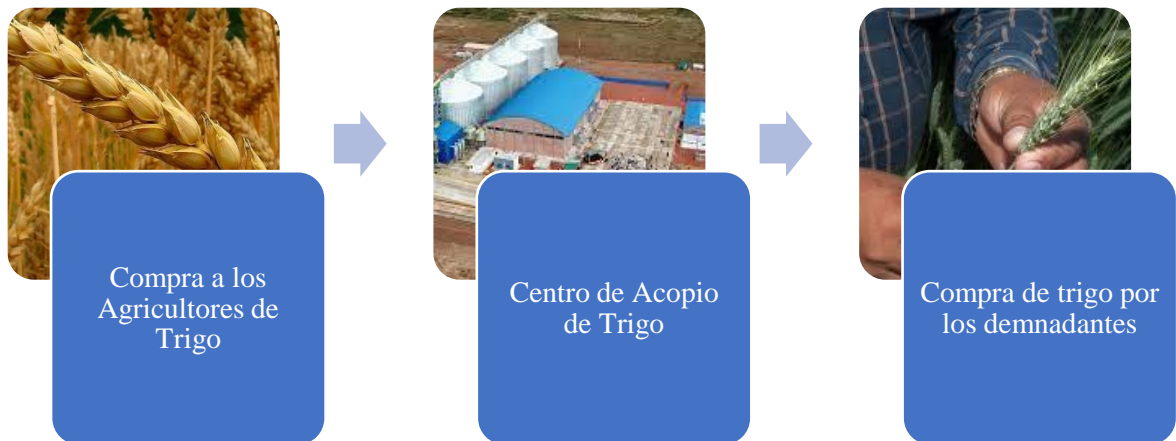 Compra a los
Agricultores de
Trigo
Centro de Acopio
de Trigo
Compra de trigo por
los demnadantes